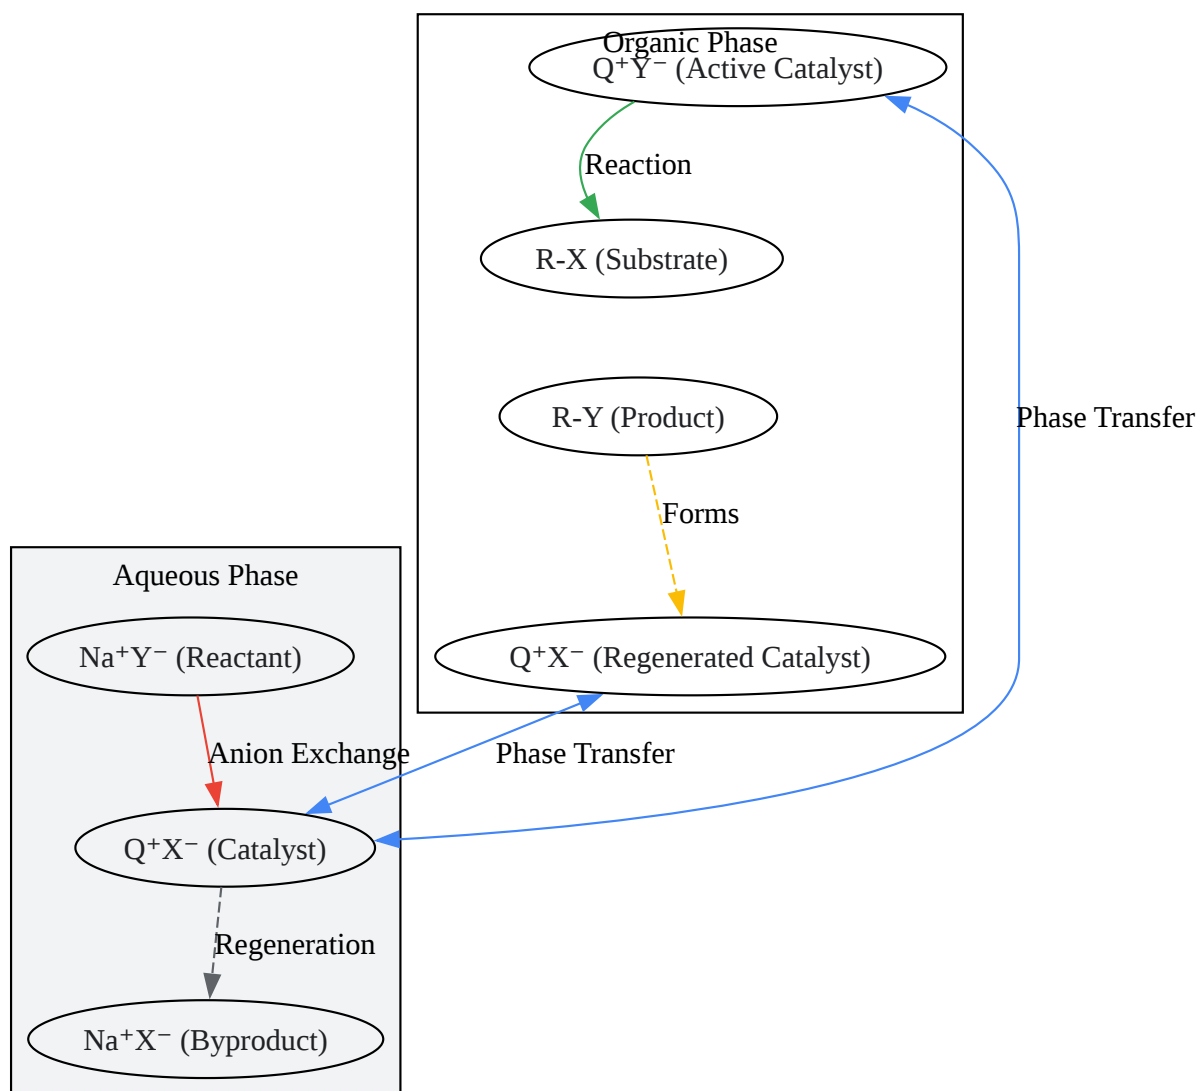 Organic Phase
Q⁺Y⁻ (Active Catalyst)
Reaction
R-X (Substrate)
R-Y (Product)
Phase Transfer
Forms
Aqueous Phase
Na⁺Y⁻ (Reactant)
Q⁺X⁻ (Regenerated Catalyst)
Anion Exchange
Phase Transfer
Q⁺X⁻ (Catalyst)
Regeneration
Na⁺X⁻ (Byproduct)